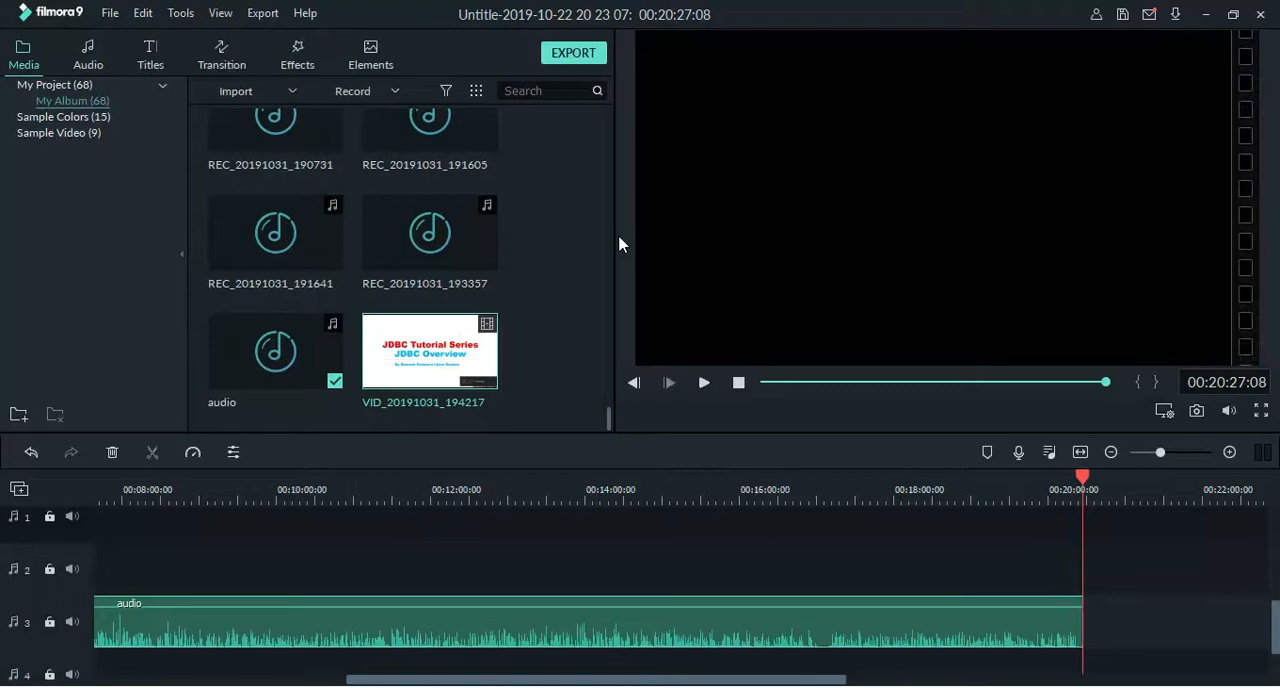 filmora9 File Edit Tools View Export Help Untitle-2019-10-22 20 23 07: 00:20:27:08
Media Audio Titles Transition Effects Elements EXPORT
My Project (68)
My Album (68)
Sample Colors (15)
Sample Video (9)
Import Record Search
REC_20191031_190731 REC_20191031_191605
REC_20191031_191641 REC_20191031_193357
JDBC Tutorial Series
JDBC Overview
audio VID_20191031_194217
{ } 00:20:27:08
00:08:00:00 00:10:00:00 00:12:00:00 00:14:00:00 00:16:00:00 00:18:00:00 00:20:00:00 00:22:00:00
1
2
audio
3
4